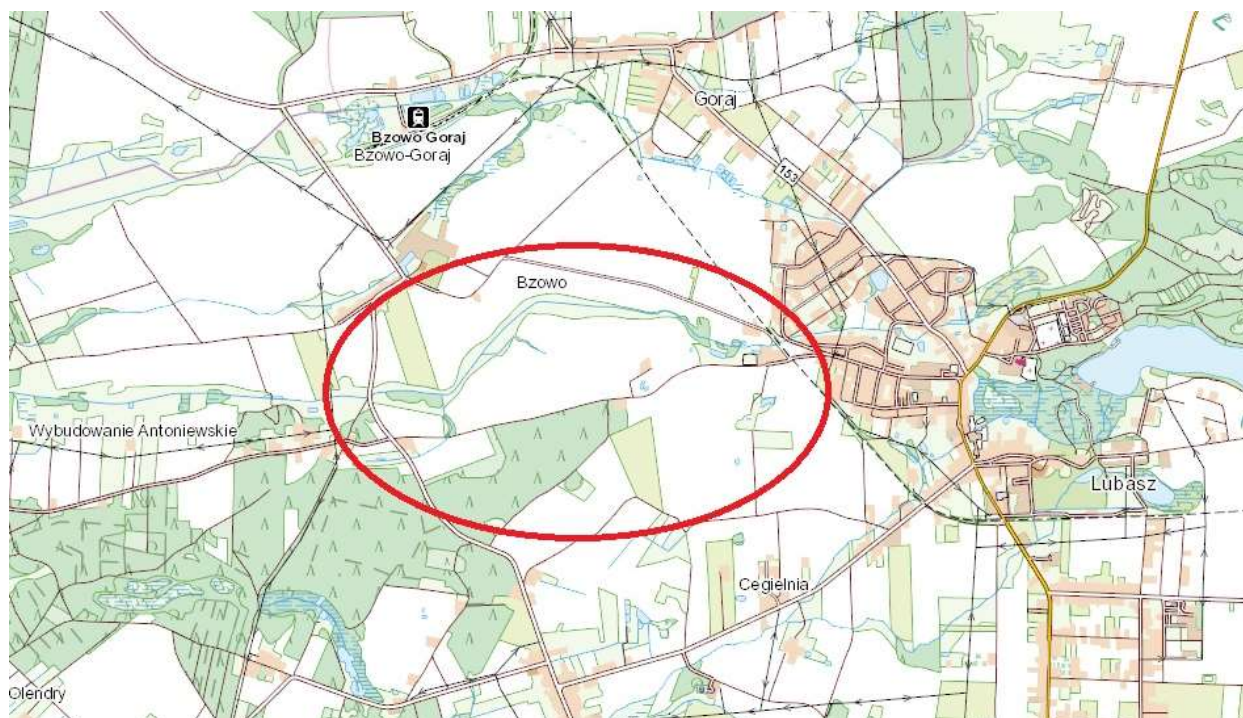 Goraj
Bzowo Goraj
Bzowo-Goraj
153
Bzowo
Wybudowanie Antoniewskie
Lubasz
Cegielnia
Olendry